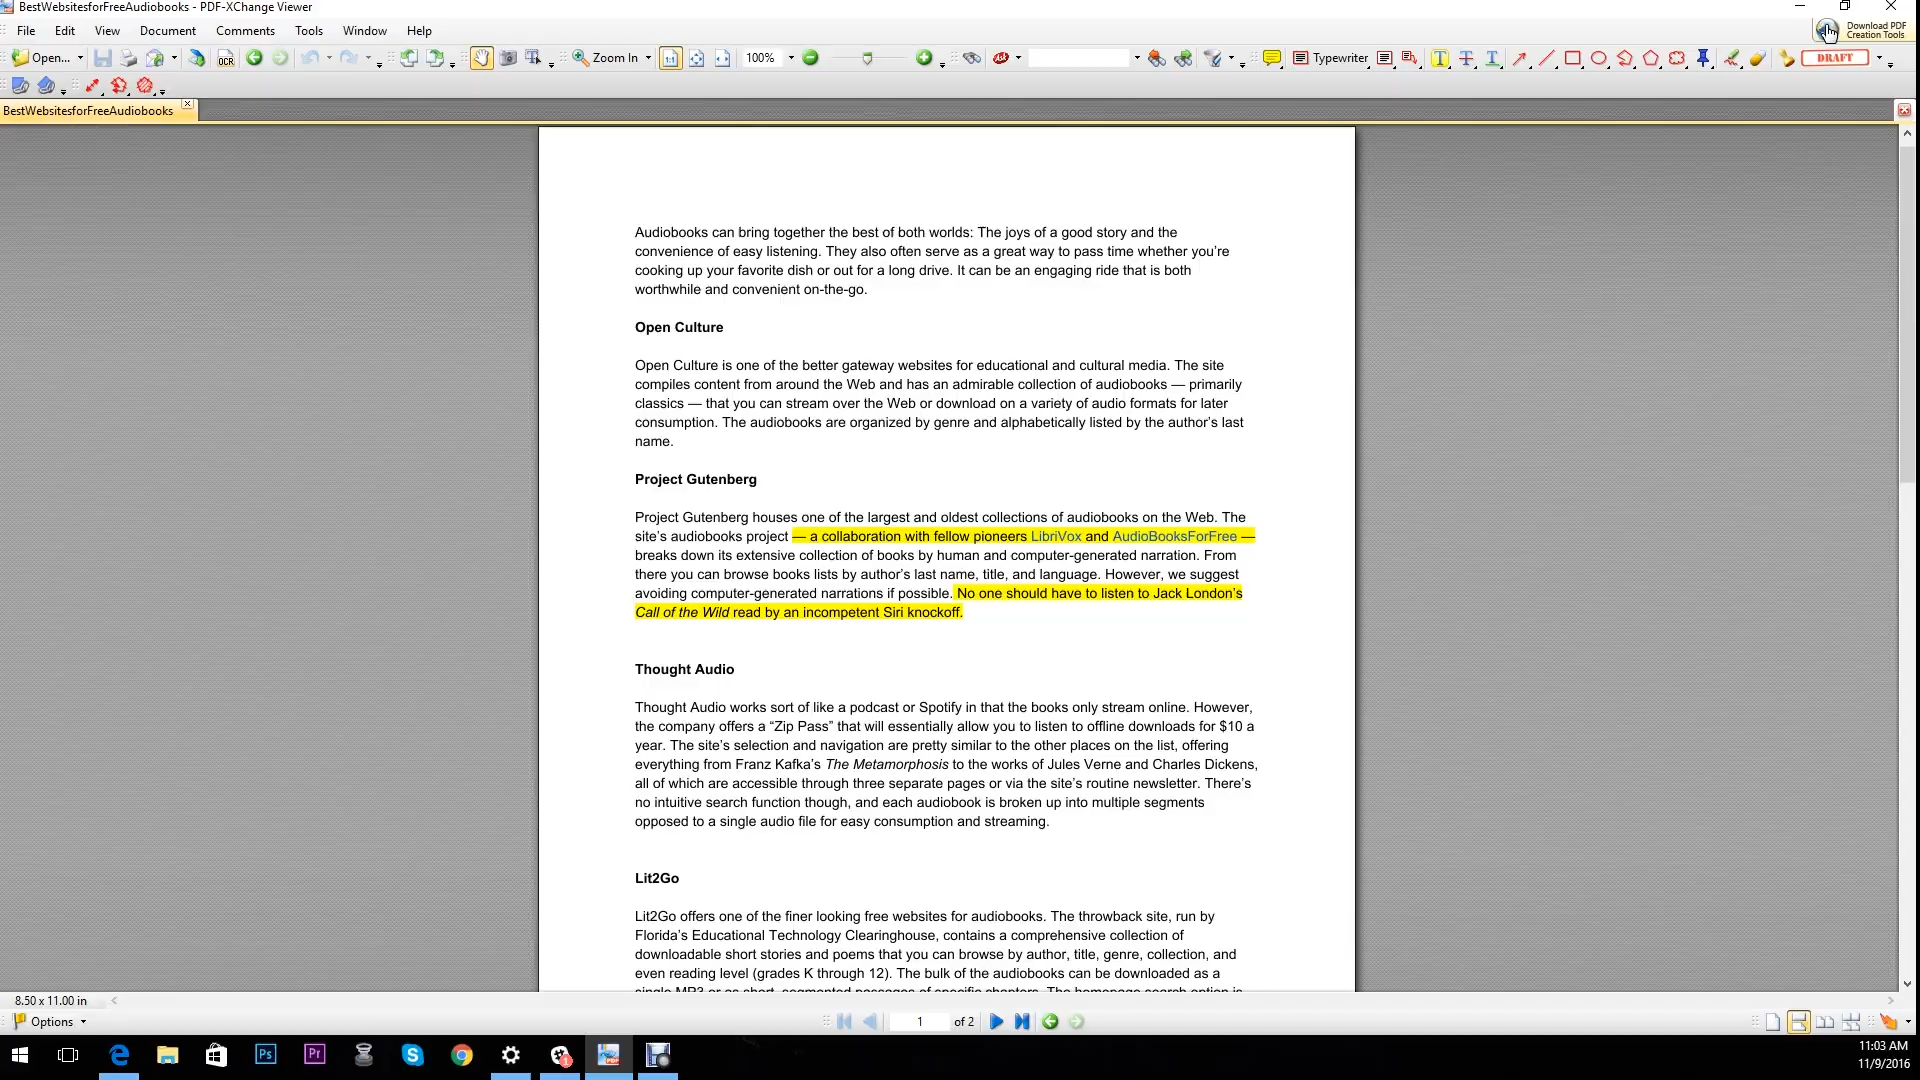 BestWebsitesforFreeAudiobooks - PDF-XChange Viewer
File Edit View Document Comments Tools Window Help
Download PDF
Creation Tools
Open... OCR Zoom In 100% Typewriter DRAFT
BestWebsitesforFreeAudiobooks
Audiobooks can bring together the best of both worlds: The joys of a good story and the
convenience of easy listening. They also often serve as a great way to pass time whether you’re
cooking up your favorite dish or out for a long drive. It can be an engaging ride that is both
worthwhile and convenient on-the-go.
Open Culture
Open Culture is one of the better gateway websites for educational and cultural media. The site
compiles content from around the Web and has an admirable collection of audiobooks — primarily
classics — that you can stream over the Web or download on a variety of audio formats for later
consumption. The audiobooks are organized by genre and alphabetically listed by the author’s last
name.
Project Gutenberg
Project Gutenberg houses one of the largest and oldest collections of audiobooks on the Web. The
site’s audiobooks project — a collaboration with fellow pioneers LibriVox and AudioBooksForFree —
breaks down its extensive collection of books by human and computer-generated narration. From
there you can browse books lists by author’s last name, title, and language. However, we suggest
avoiding computer-generated narrations if possible. No one should have to listen to Jack London’s
Call of the Wild read by an incompetent Siri knockoff.
Thought Audio
Thought Audio works sort of like a podcast or Spotify in that the books only stream online. However,
the company offers a “Zip Pass” that will essentially allow you to listen to offline downloads for $10 a
year. The site’s selection and navigation are pretty similar to the other places on the list, offering
everything from Franz Kafka’s The Metamorphosis to the works of Jules Verne and Charles Dickens,
all of which are accessible through three separate pages or via the site’s routine newsletter. There’s
no intuitive search function though, and each audiobook is broken up into multiple segments
opposed to a single audio file for easy consumption and streaming.
Lit2Go
Lit2Go offers one of the finer looking free websites for audiobooks. The throwback site, run by
Florida’s Educational Technology Clearinghouse, contains a comprehensive collection of
downloadable short stories and poems that you can browse by author, title, genre, collection, and
even reading level (grades K through 12). The bulk of the audiobooks can be downloaded as a
single MP3 or as short, segmented passages of specific chapters. The homepage search option is
8.50 x 11.00 in
Options 1 of 2
Ps Pr 1
11:03 AM
11/9/2016